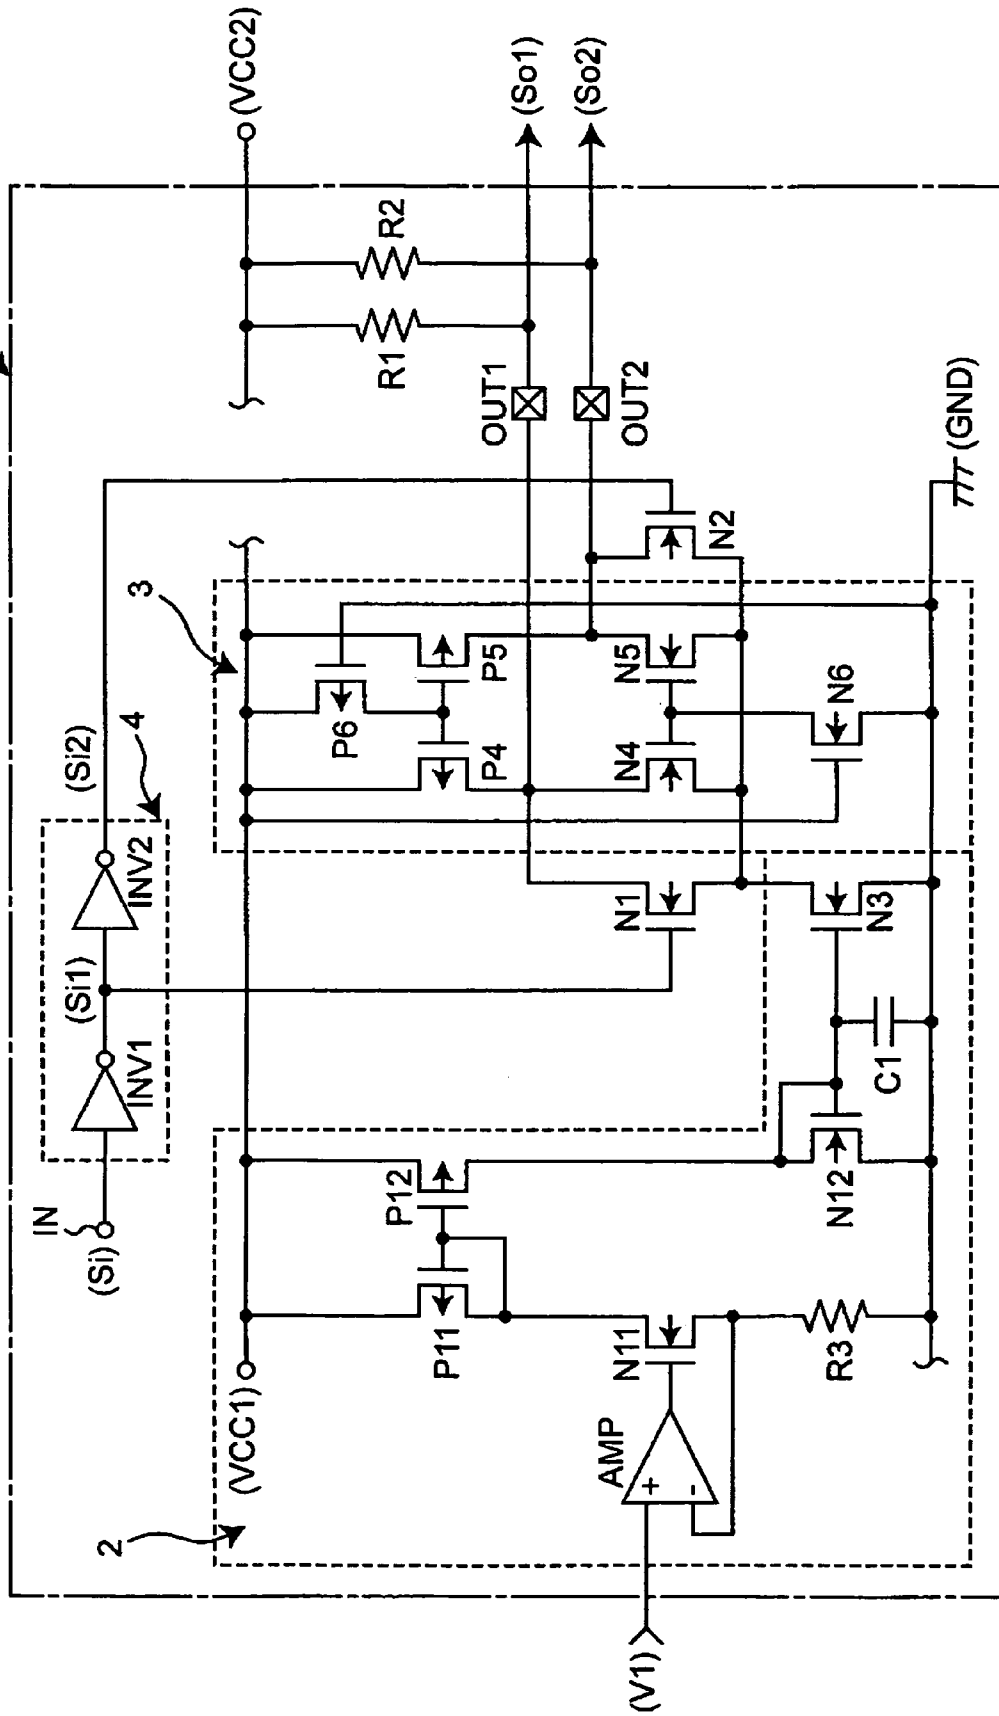 IN
(Si)
INV1
(Si1)
INV2
(Si2)
4
3
2
(VCC1)
(VCC2)
P11
P12
P6
P4
P5
R1
R2
OUT1
(So1)
OUT2
(So2)
(V1)
AMP
+
-
N11
R3
N12
C1
N3
N1
N4
N5
N2
N6
(GND)